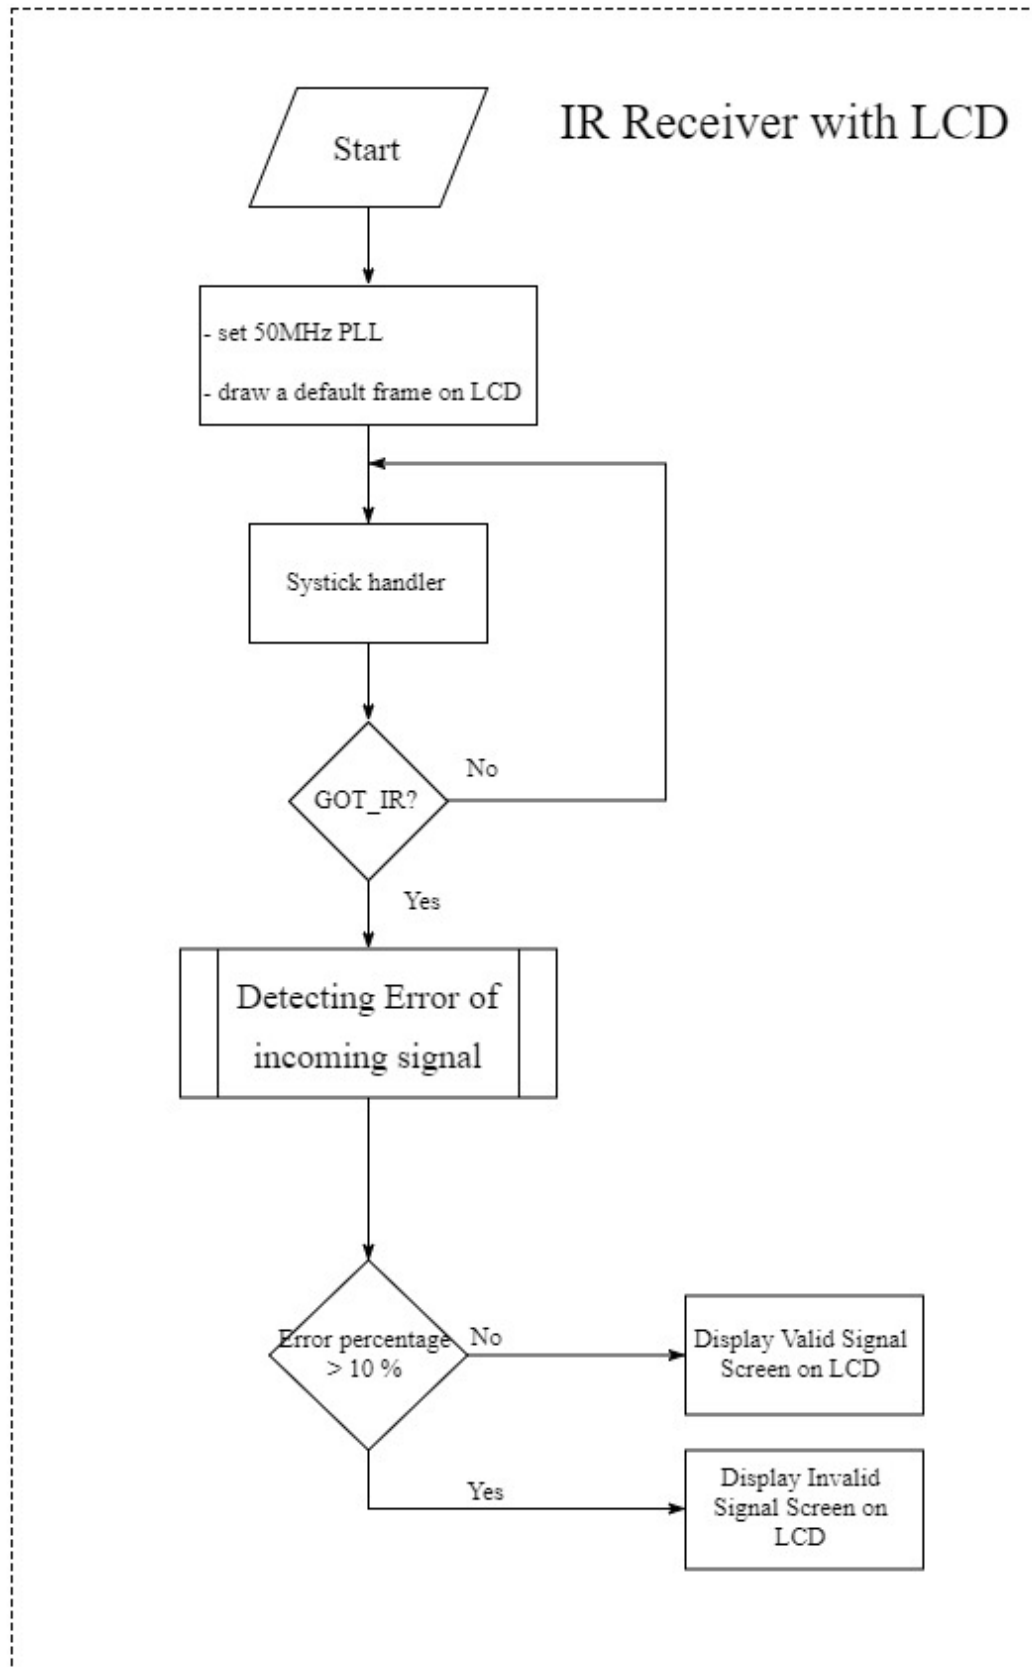 IR Receiver with LCD
Start
- set 50MHz PLL
- draw a default frame on LCD
Systick handler
GOT_IR?
No
Yes
Detecting Error of
incoming signal
Error percentage
> 10 %
No
Display Valid Signal
Screen on LCD
Yes
Display Invalid
Signal Screen on
LCD